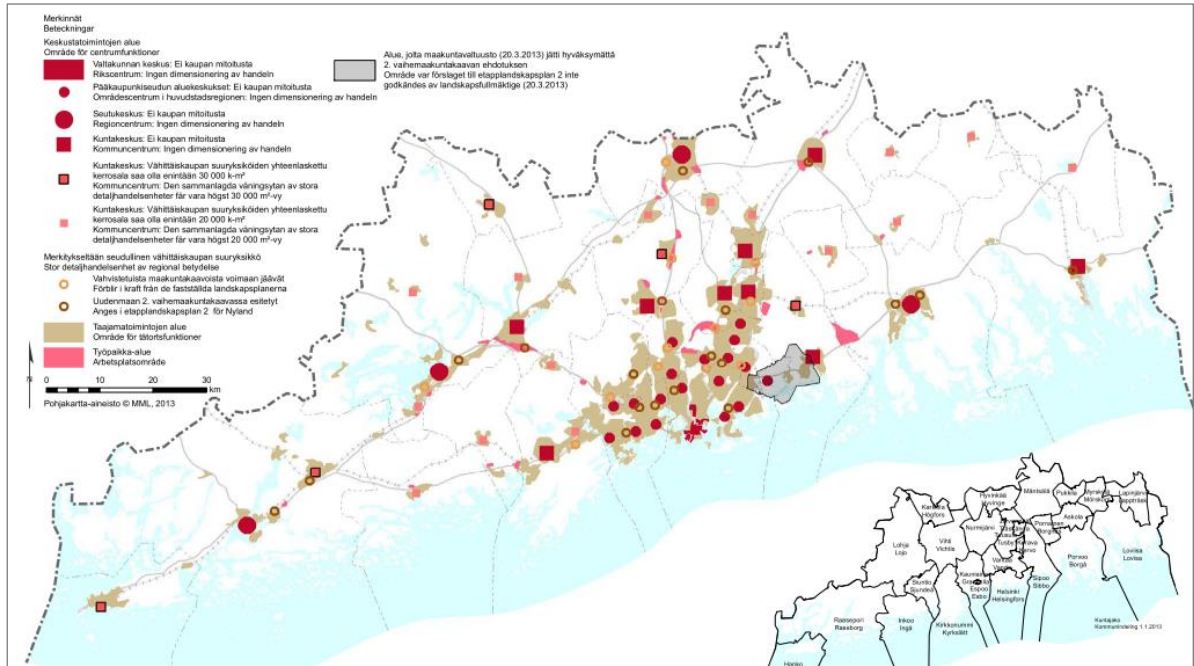 Merkinnät
Beteckningar
Keskustatoimintojen alue
Område för centrumfunktioner
Valtakunnan keskus: Ei kaupan mitoitusta
Rikscentrum: Ingen dimensionering av handeln
Pääkaupunkiseudun aluekeskukset: Ei kaupan mitoitusta
Områdescentrum i huvudstadsregionen: Ingen dimensionering av handeln
Seutukeskus: Ei kaupan mitoitusta
Regioncentrum: Ingen dimensionering av handeln
Kuntakeskus: Ei kaupan mitoitusta
Kommuncentrum: Ingen dimensionering av handeln
Kuntakeskus: Vähittäiskaupan suuryksiköiden yhteenlaskettu
kerrosala saa olla enintään 30 000 k-m²
Kommuncentrum: Den sammanlagda våningsytan av stora
detaljhandelsenheter får vara högst 30 000 m²-vy
Kuntakeskus: Vähittäiskaupan suuryksiköiden yhteenlaskettu
kerrosala saa olla enintään 20 000 k-m²
Kommuncentrum: Den sammanlagda våningsytan av stora
detaljhandelsenheter får vara högst 20 000 m²-vy
Merkitykseltään seudullinen vähittäiskaupan suuryksikkö
Stor detaljhandelsenhet av regional betydelse
Vahvistetuista maakuntakaavoista voimaan jäävät
Förblir i kraft från de fastställda landskapsplanerna
Uudenmaan 2. vaihemaakuntakaavassa esitetyt
Anges i etapplandskapsplan 2 för Nyland
Taajamatoimintojen alue
Område för tätortsfunktioner
Työpaikka-alue
Arbetsplatsområde
0 10 20 30
km
Pohjakartta-aineisto © MML, 2013
Alue, jolta maakuntavaltuusto (20.3.2013) jätti hyväksymättä
2. vaihemaakuntakaavan ehdotuksen
Område var förslaget till etapplandskapsplan 2 inte
godkändes av landskapsfullmäktige (20.3.2013)
Hyvinkää
Hyvinge
Mäntsälä
Pukkila
Myrskylä
Mörskom
Lapinjärvi
Lappträsk
Karkkila
Högfors
Askola
Nurmijärvi
Tusby
Lohja
Lojo
Vihti
Vichtis
Porvoo
Borgå
Loviisa
Lovisa
Espoo
Esbo
Siuntio
Sjundeå
Helsinki
Helsingfors
Sipoo
Sibbo
Raasepori
Raseborg
Inkoo
Ingå
Kirkkonummi
Kyrkslätt
Hanko
Kuntajako
Kommunindelning 1.1.2013